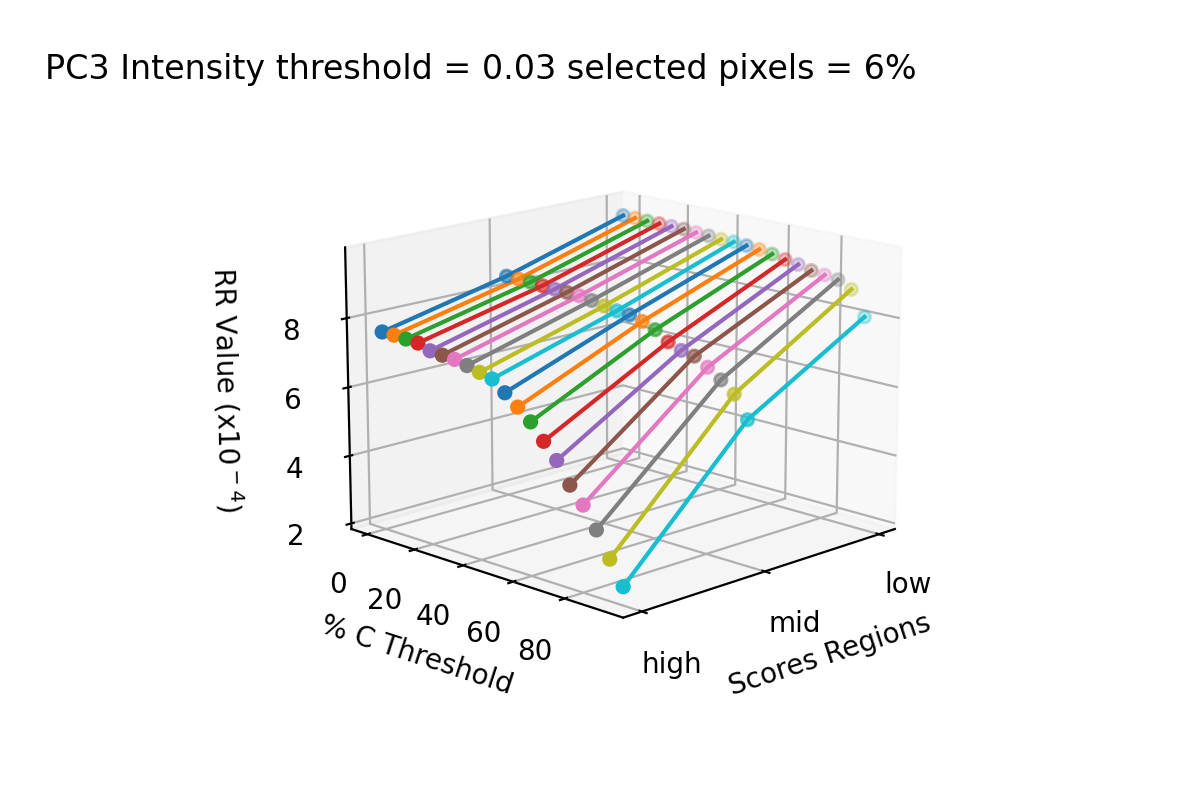 PC3 Intensity threshold = 0.03 selected pixels = 6%
RR Value (x10⁻⁴)
8
6
4
2
0
20
40
60
80
% C Threshold
high
mid
low
Scores Regions